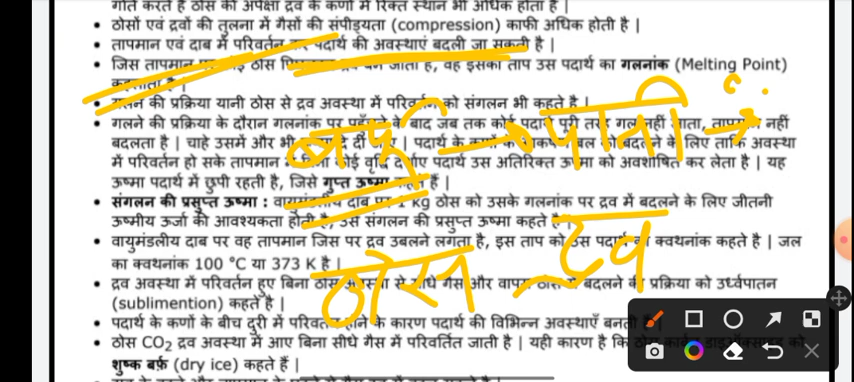 गति करते हैं ठोस की अपेक्षा द्रव के कणों में रिक्त स्थान भी अधिक होता है |
• ठोसों एवं द्रवों की तुलना में गैसों की संपीड्यता (compression) काफी अधिक होती है |
• तापमान एवं दाब में परिवर्तन कर पदार्थ की अवस्थाएं बदली जा सकती है |
• जिस तापमान ठोस जाता है, वह इसका ताप उस पदार्थ का गलनांक (Melting Point)
कहलाता है |
• गलन की प्रक्रिया यानी ठोस से द्रव अवस्था में परिवर्तन को संगलन भी कहते है |
• गलने की प्रक्रिया के दौरान गलनांक पर पहुँचने के बाद जब तक कोई पदार्थ पूरी तरह गल नहीं जाता, तापमान नहीं
बदलता है | चाहे उसमें और भी दी जाए | पदार्थ के कणों के बल को बदलने के लिए ताकि अवस्था
में परिवर्तन हो सके तापमान में बिना कोई वृद्धि दर्शाए पदार्थ उस अतिरिक्त ऊष्मा को अवशोषित कर लेता है | यह
ऊष्मा पदार्थ में छुपी रहती है, जिसे गुप्त ऊष्मा कहते हैं |
• संगलन की प्रसुप्त ऊष्मा : वायुमंडलीय दाब पर 1 kg ठोस को उसके गलनांक पर द्रव में बदलने के लिए जीतनी
ऊष्मीय ऊर्जा की आवश्यकता होती है, उसे संगलन की प्रसुप्त ऊष्मा कहते है |
• वायुमंडलीय दाब पर वह तापमान जिस पर द्रव उबलने लगता है, इस ताप को उस पदार्थ का क्वथनांक कहते है | जल
का क्वथनांक 100 °C या 373 K है |
• द्रव अवस्था में परिवर्तन हुए बिना ठोस अवस्था से सीधे गैस और वापस ठोस में बदलने की प्रक्रिया को उर्ध्वपातन
(sublimention) कहते है |
• पदार्थ के कणों के बीच दूरी में परिवर्तन होने के कारण पदार्थ की विभिन्न अवस्थाएँ बनती है |
• ठोस CO2 द्रव अवस्था में आए बिना सीधे गैस में परिवर्तित होती है | यही कारण है कि ठोस कार्बन डाइऑक्साइड को
शुष्क बर्फ़ (dry ice) कहते हैं |
बर्फ → पानी →
ठोस द्रव